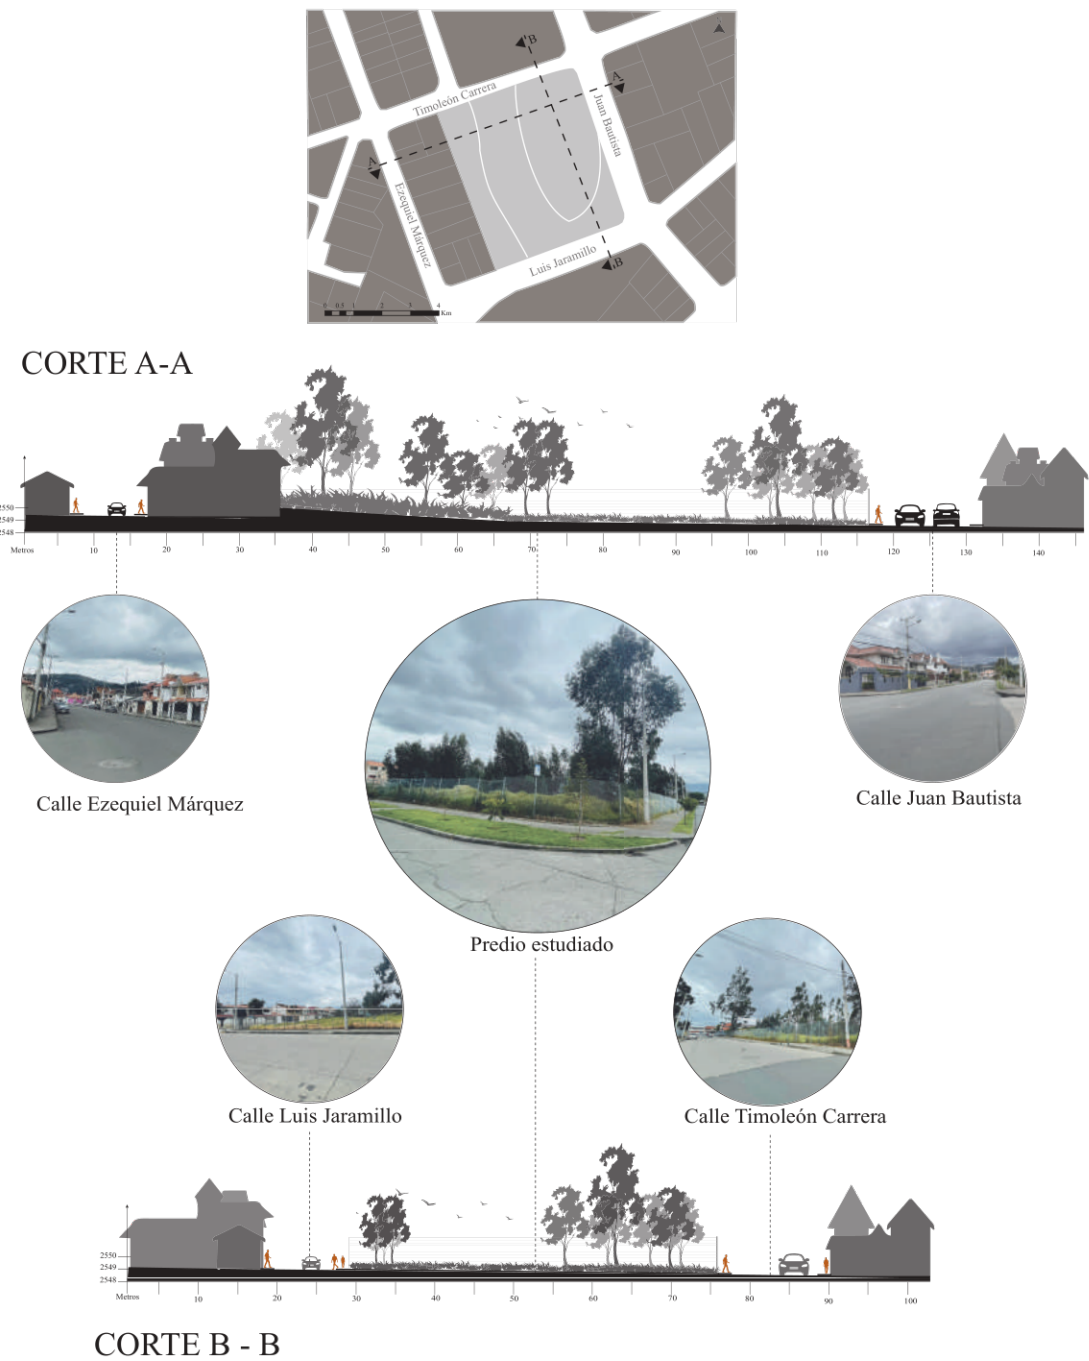 B
A
Timoleón Carrera
Juan Bautista
A
Ezequiel Márquez
Luis Jaramillo
B
0 0.5 1 2 3 4
Km
CORTE A-A
2550
2549
2548
Metros 10 20 30 40 50 60 70 80 90 100 110 120 130 140
Calle Ezequiel Márquez
Calle Juan Bautista
Predio estudiado
Calle Luis Jaramillo
Calle Timoleón Carrera
2550
2549
2548
Metros 10 20 30 40 50 60 70 80 90 100
CORTE B - B